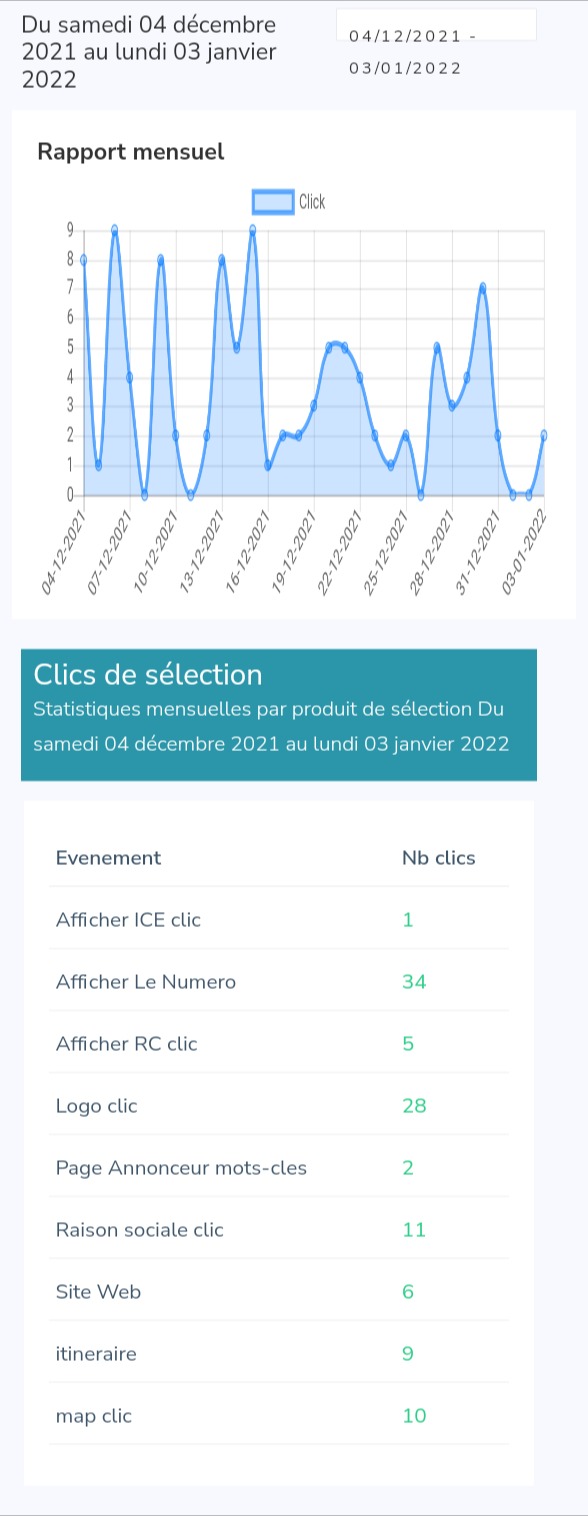 Du samedi 04 décembre
2021 au lundi 03 janvier
2022
04/12/2021 -
03/01/2022
Rapport mensuel
Click
9
8
7
6
5
4
3
2
1
0
04-12-2021
07-12-2021
10-12-2021
13-12-2021
16-12-2021
19-12-2021
22-12-2021
25-12-2021
28-12-2021
31-12-2021
03-01-2022
Clics de sélection
Statistiques mensuelles par produit de sélection Du
samedi 04 décembre 2021 au lundi 03 janvier 2022
Evenement Nb clics
Afficher ICE clic 1
Afficher Le Numero 34
Afficher RC clic 5
Logo clic 28
Page Annonceur mots-cles 2
Raison sociale clic 11
Site Web 6
itineraire 9
map clic 10